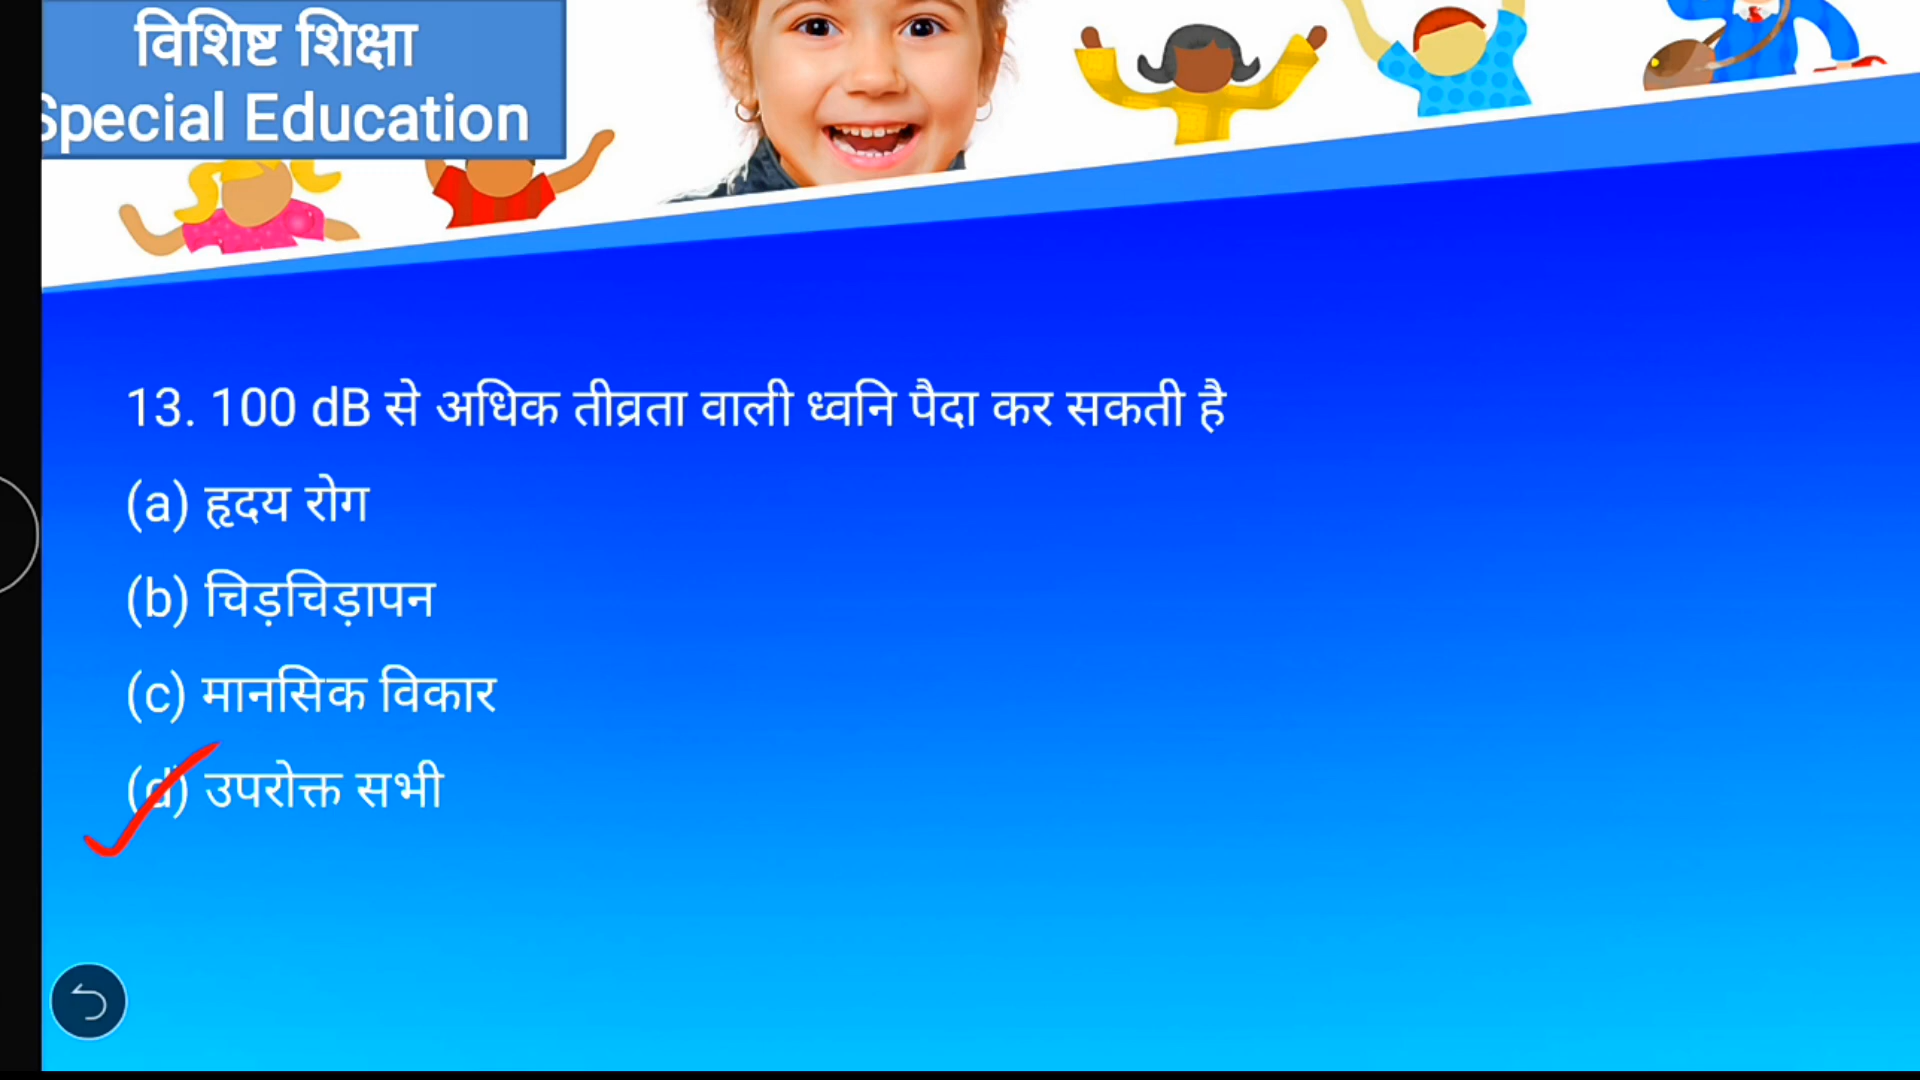 विशिष्ट शिक्षा
Special Education
13. 100 dB से अधिक तीव्रता वाली ध्वनि पैदा कर सकती है
(a) हृदय रोग
(b) चिड़चिड़ापन
(c) मानसिक विकार
(d) उपरोक्त सभी